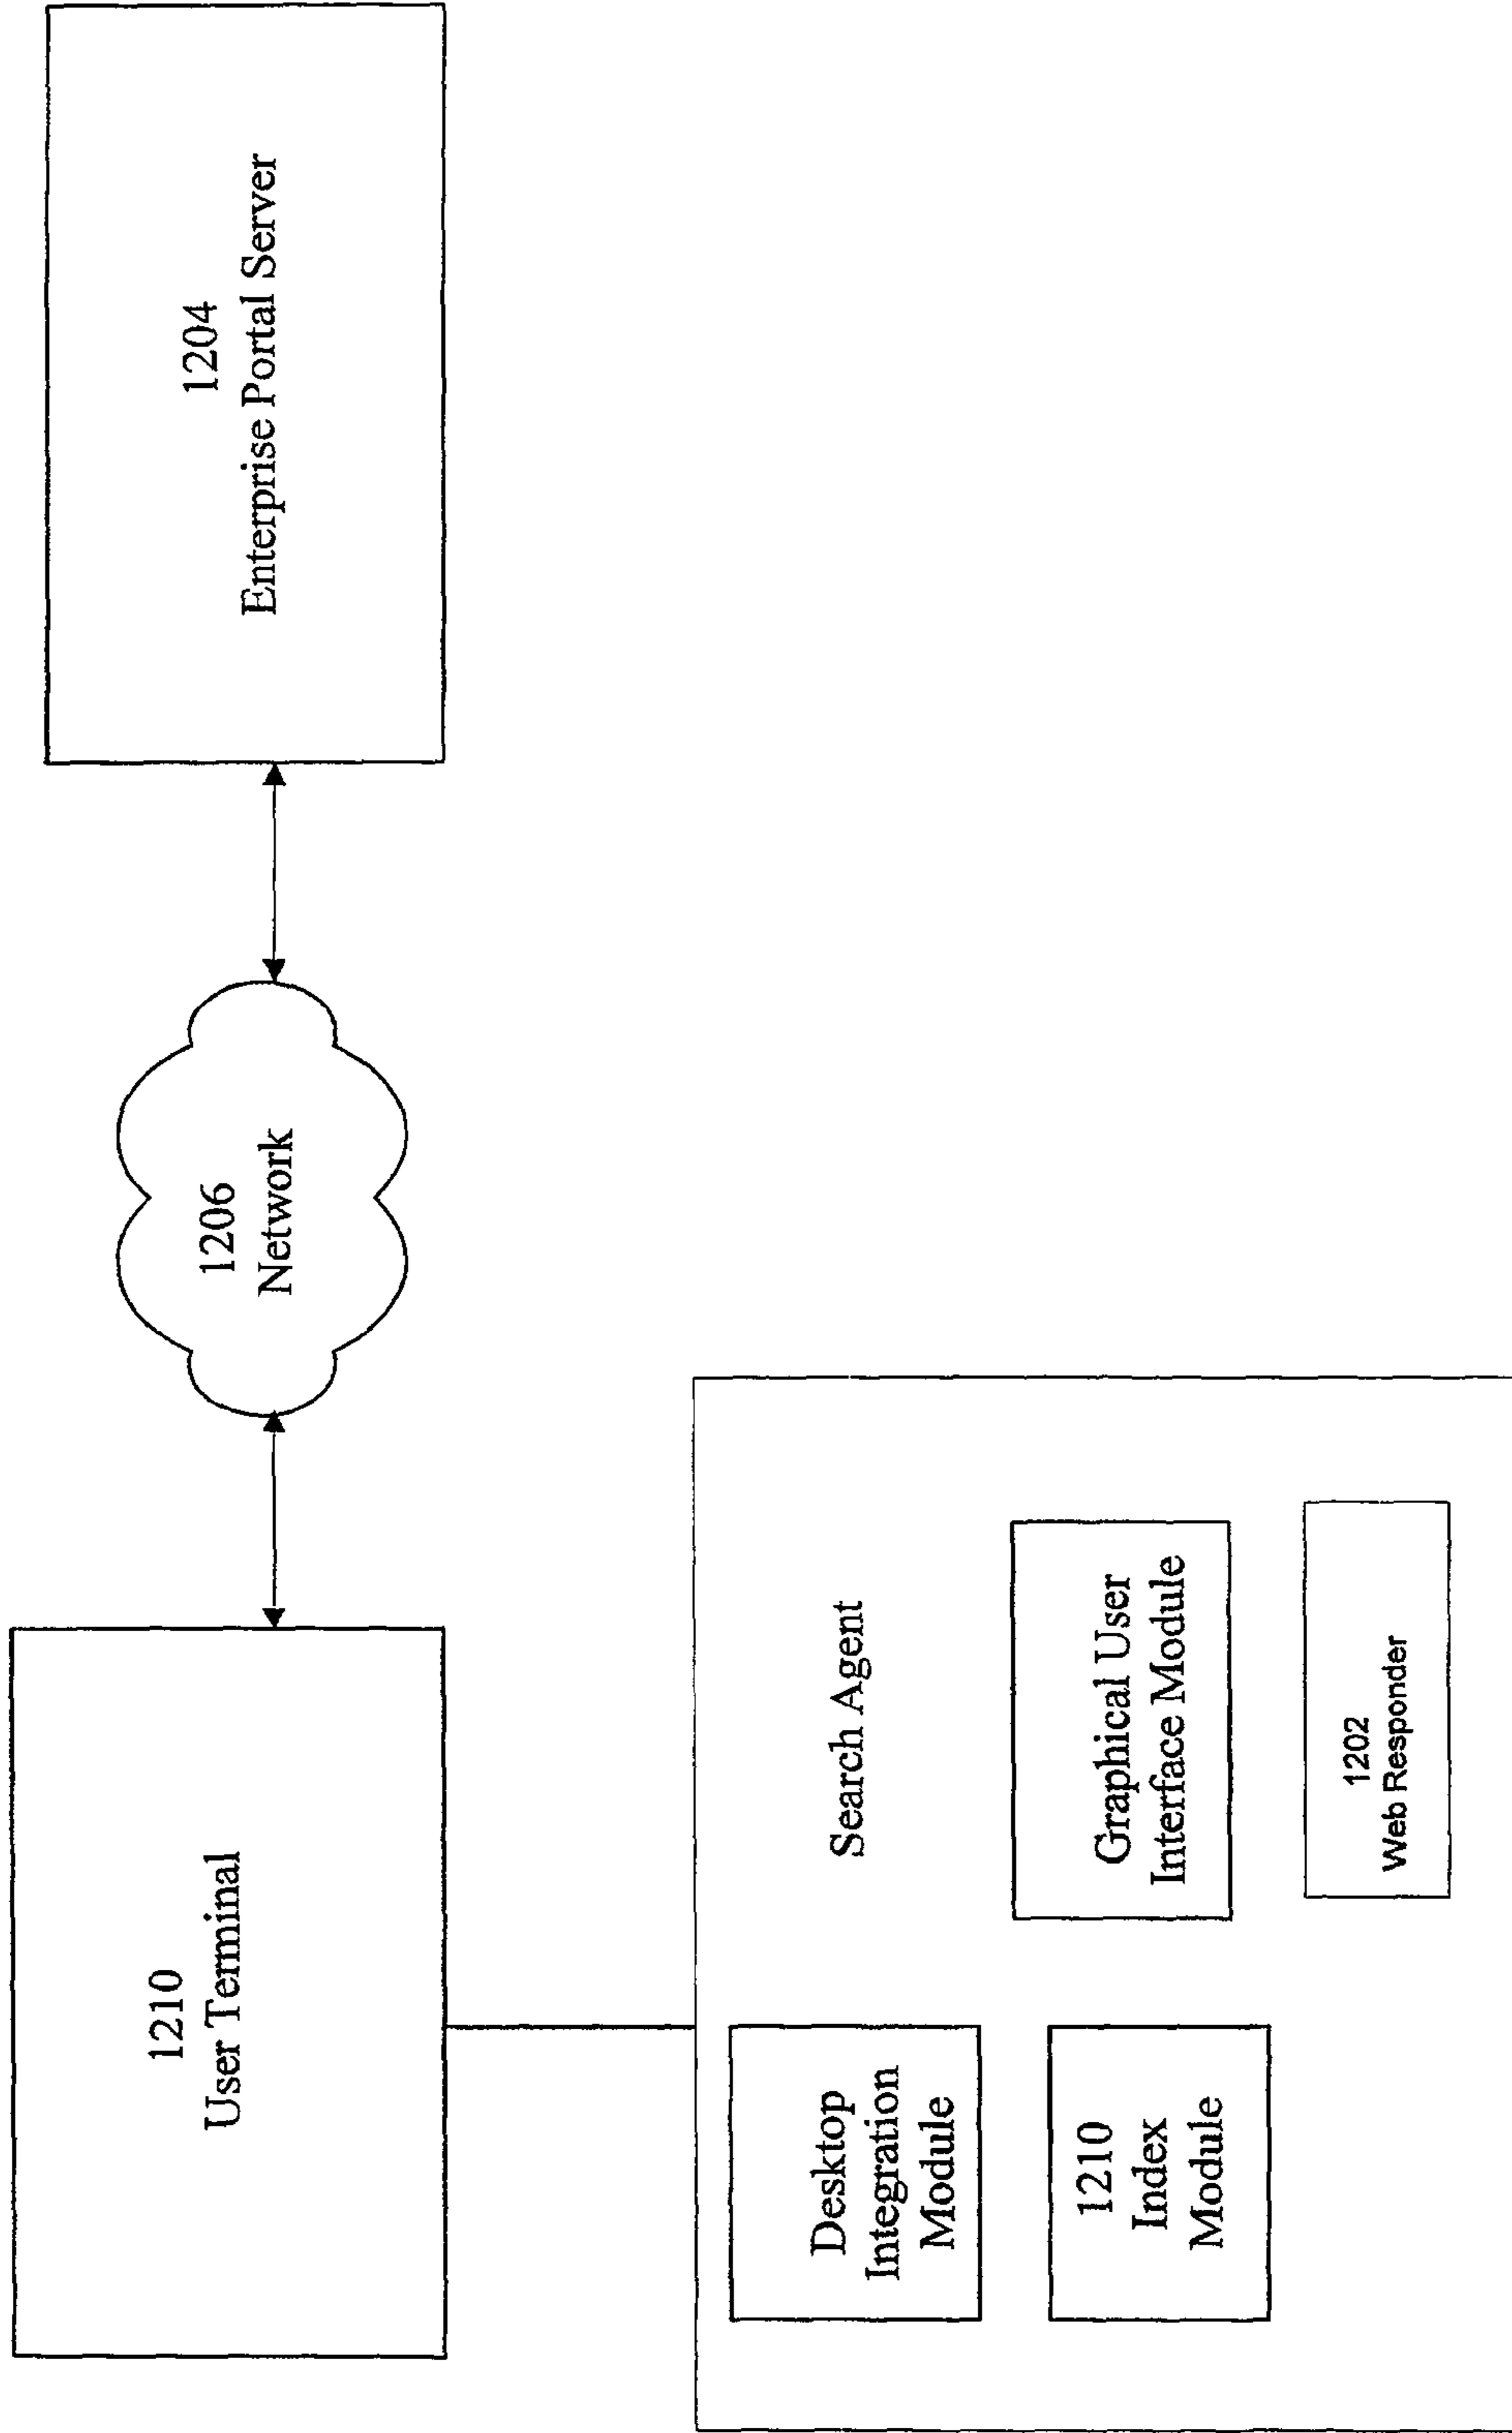 1210
User Terminal
1206
Network
1204
Enterprise Portal Server
Search Agent
Desktop
Integration
Module
Graphical User
Interface Module
1210
Index
Module
1202
Web Responder